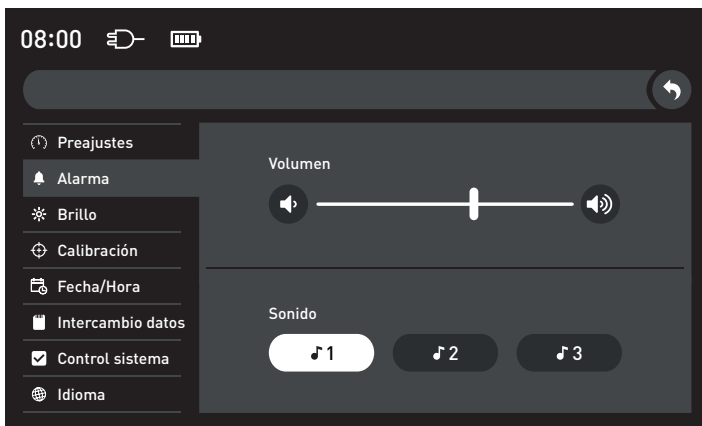 08:00
Preajustes
Alarma
Brillo
Calibración
Fecha/Hora
Intercambio datos
Control sistema
Idioma
Volumen
Sonido
1
2
3